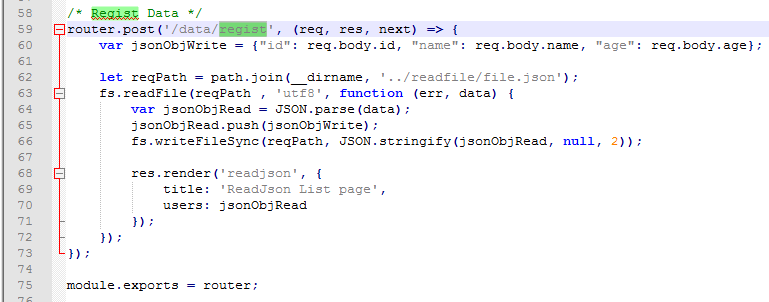 58 /* Regist Data */
59 router.post('/data/regist', (req, res, next) => {
60     var jsonObjWrite = {"id": req.body.id, "name": req.body.name, "age": req.body.age};
61
62     let reqPath = path.join(__dirname, '../readfile/file.json');
63     fs.readFile(reqPath , 'utf8', function (err, data) {
64         var jsonObjRead = JSON.parse(data);
65         jsonObjRead.push(jsonObjWrite);
66         fs.writeFileSync(reqPath, JSON.stringify(jsonObjRead, null, 2));
67
68         res.render('readjson', {
69             title: 'ReadJson List page',
70             users: jsonObjRead
71         });
72     });
73 });
74
75 module.exports = router;
76